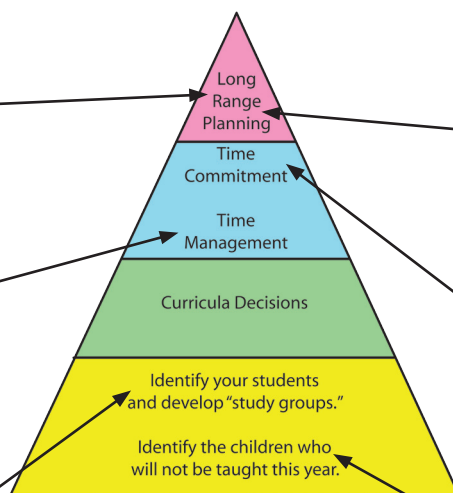 Long
Range
Planning
Time
Commitment
Time
Management
Curricula Decisions
Identify your students
and develop “study groups.”
Identify the children who
will not be taught this year.